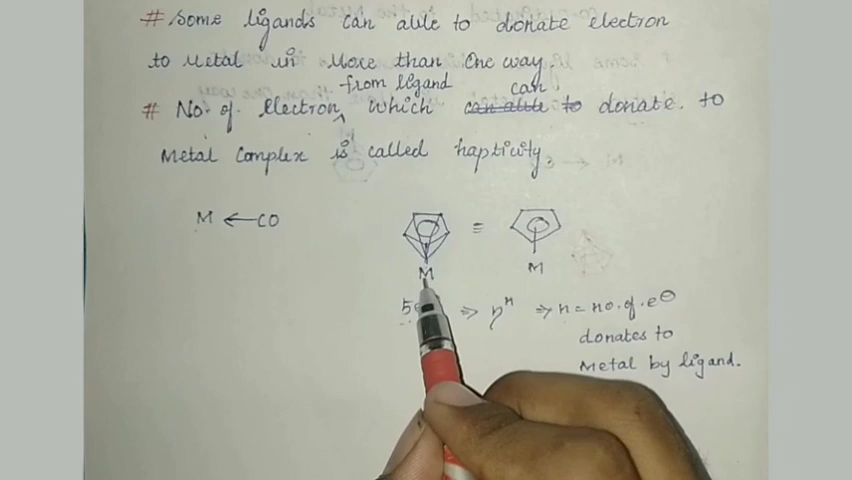 # Some ligands can able to donate electron
to Metal in More than One way.
from ligand can
# No. of. Electron, which can able to donate. to
Metal Complex is called hapticity.
M ← CO
≡
M M
5e ⇒ ηⁿ ⇒ n = no. of. e⊖
donates to
Metal by ligand.